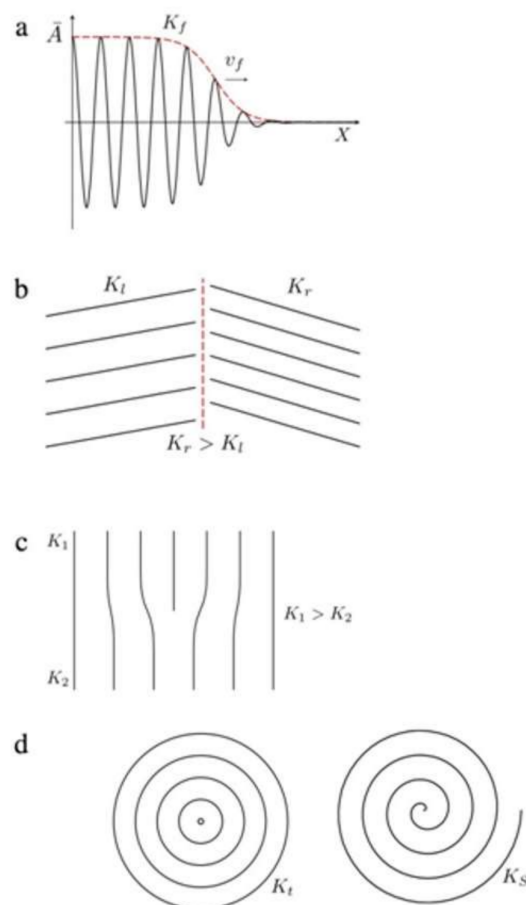 a
Ā
K_f
v_f
X
b
K_l
K_r
K_r > K_l
c
K_1
K_1 > K_2
K_2
d
K_t
K_S